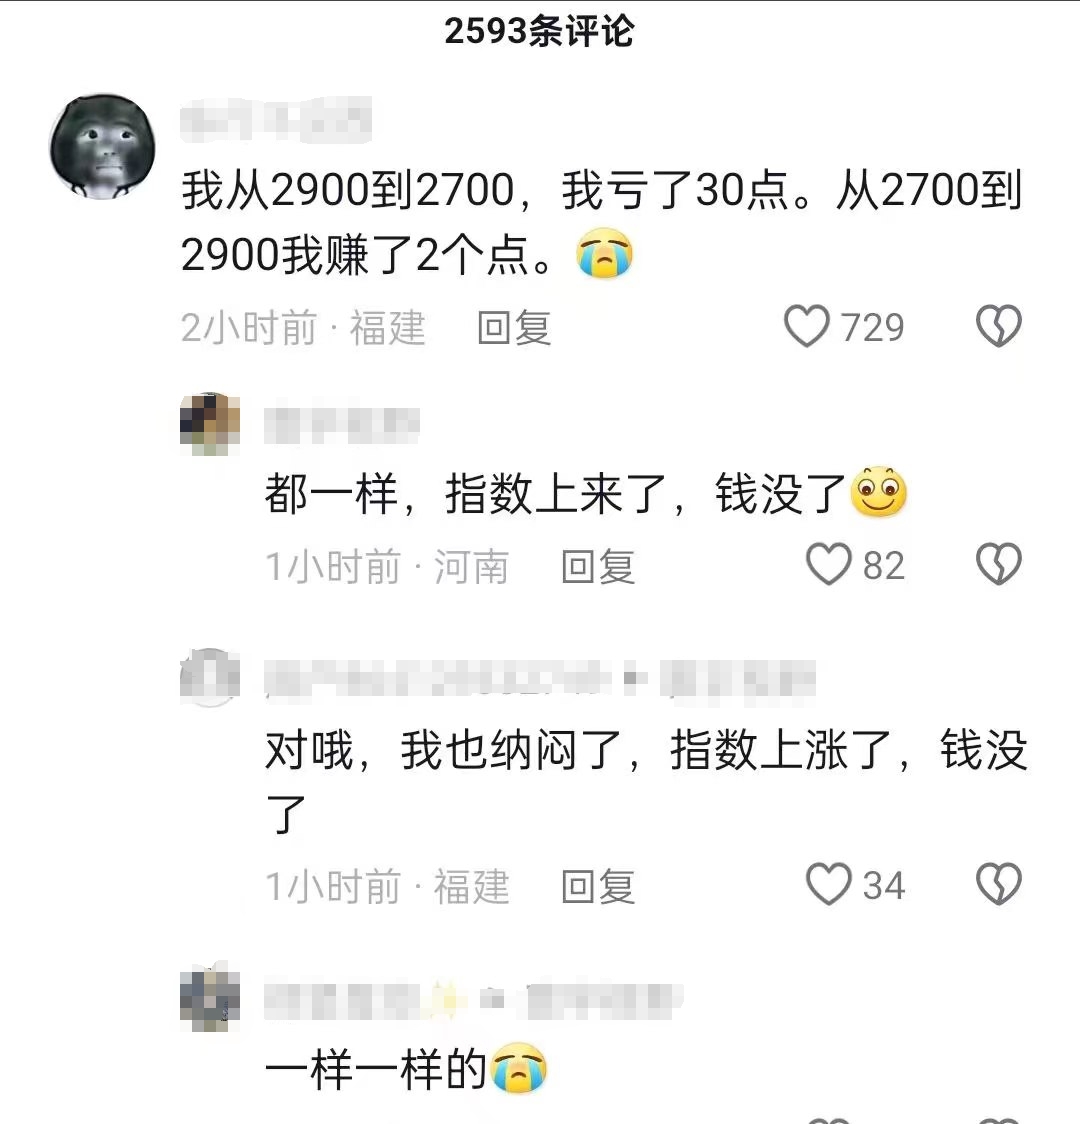 2593条评论
我从2900到2700，我亏了30点。从2700到
2900我赚了2个点。😭
2小时前 · 福建 回复 729
都一样，指数上来了，钱没了
1小时前 · 河南 回复 82
对哦，我也纳闷了，指数上涨了，钱没
了
1小时前 · 福建 回复 34
一样一样的😭